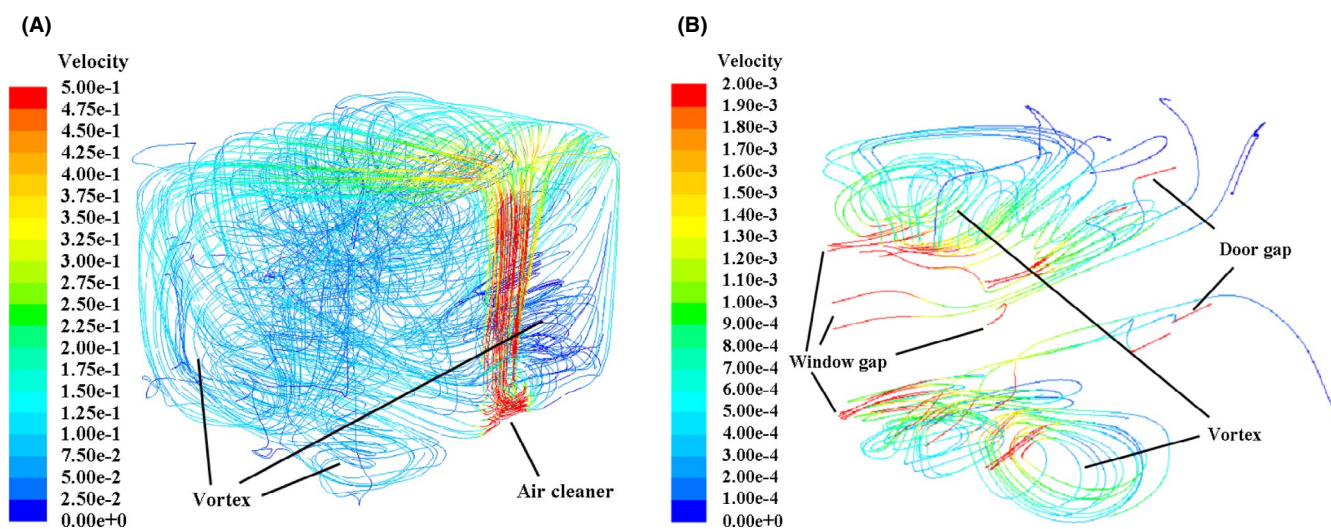 (A)
Velocity
5.00e-1
4.75e-1
4.50e-1
4.25e-1
4.00e-1
3.75e-1
3.50e-1
3.25e-1
3.00e-1
2.75e-1
2.50e-1
2.25e-1
2.00e-1
1.75e-1
1.50e-1
1.25e-1
1.00e-1
7.50e-2
5.00e-2
2.50e-2
0.00e+0
Vortex
Air cleaner
(B)
Velocity
2.00e-3
1.90e-3
1.80e-3
1.70e-3
1.60e-3
1.50e-3
1.40e-3
1.30e-3
1.20e-3
1.10e-3
1.00e-3
9.00e-4
8.00e-4
7.00e-4
6.00e-4
5.00e-4
4.00e-4
3.00e-4
2.00e-4
1.00e-4
0.00e+0
Door gap
Window gap
Vortex